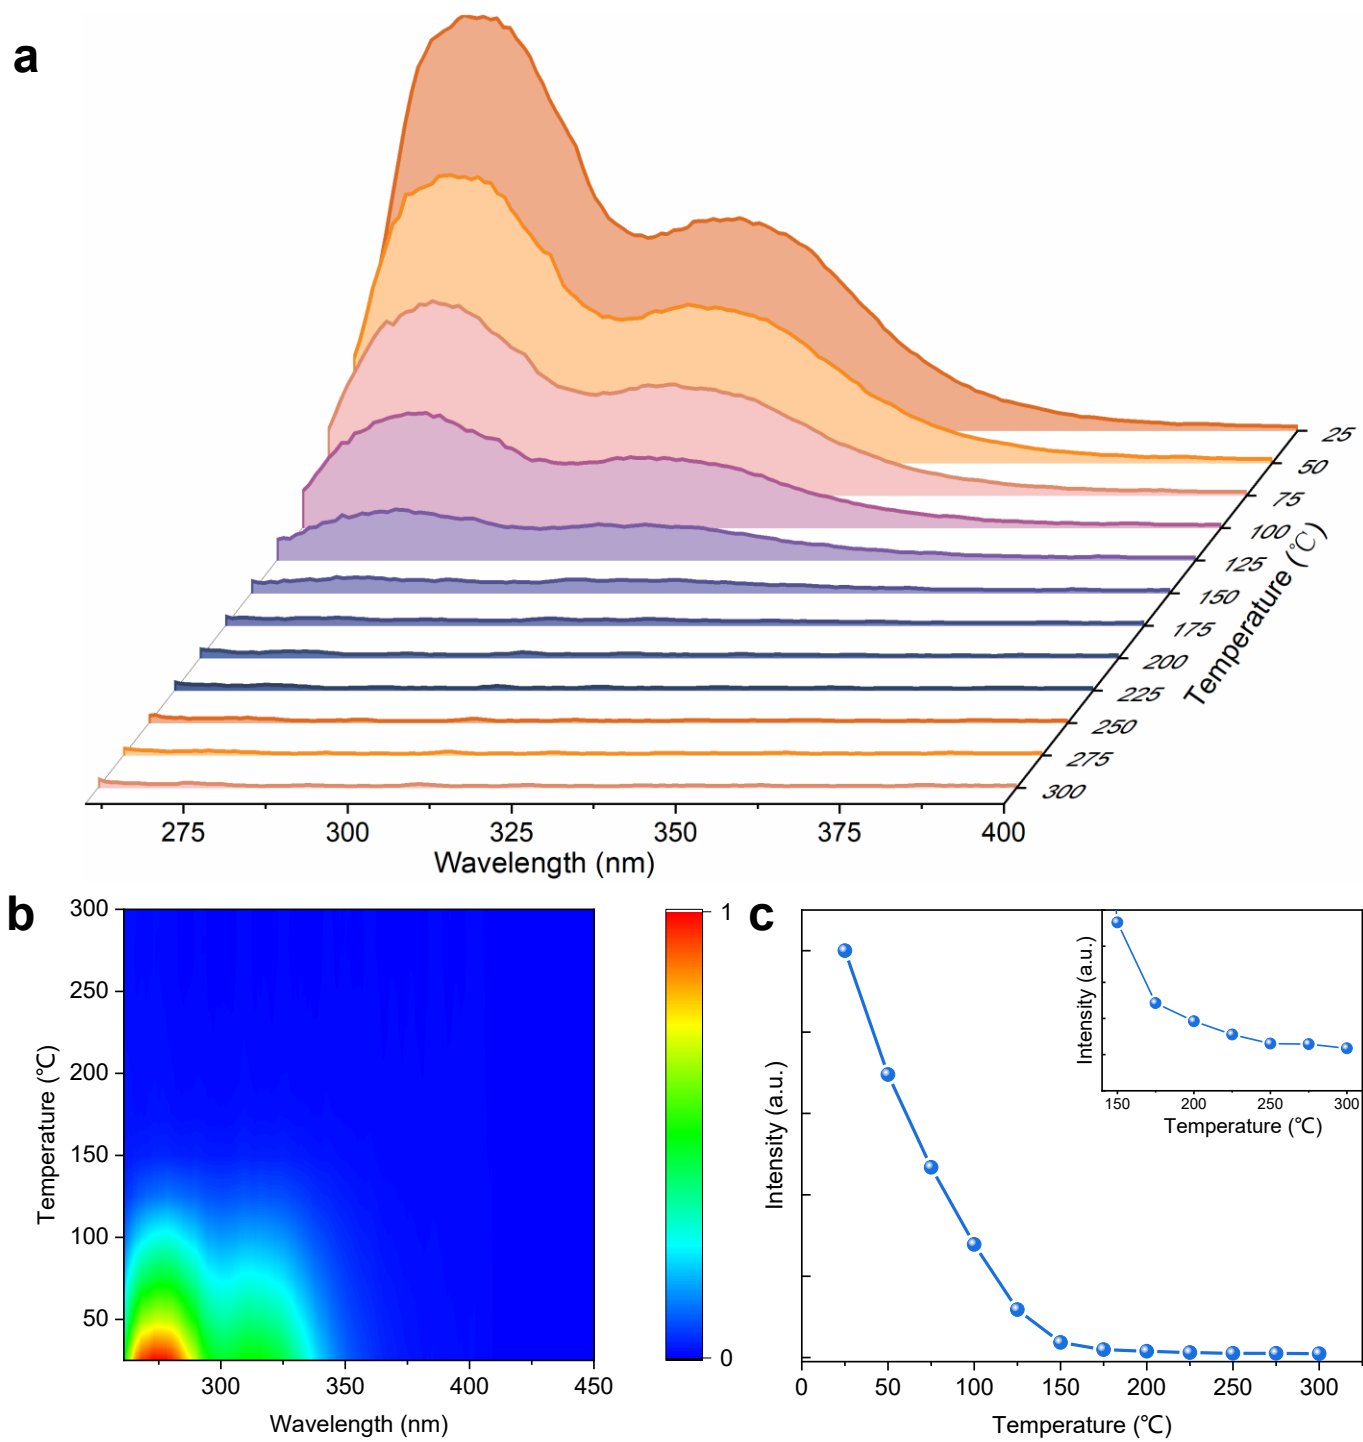 a
25
50
75
100
125
150
175
200
225
250
275
300
Temperature (℃)
275 300 325 350 375 400
Wavelength (nm)
b
300
250
200
150
100
50
Temperature (℃)
300 350 400 450
Wavelength (nm)
1
0
c
Intensity (a.u.)
0 50 100 150 200 250 300
Temperature (℃)
Intensity (a.u.)
150 200 250 300
Temperature (℃)